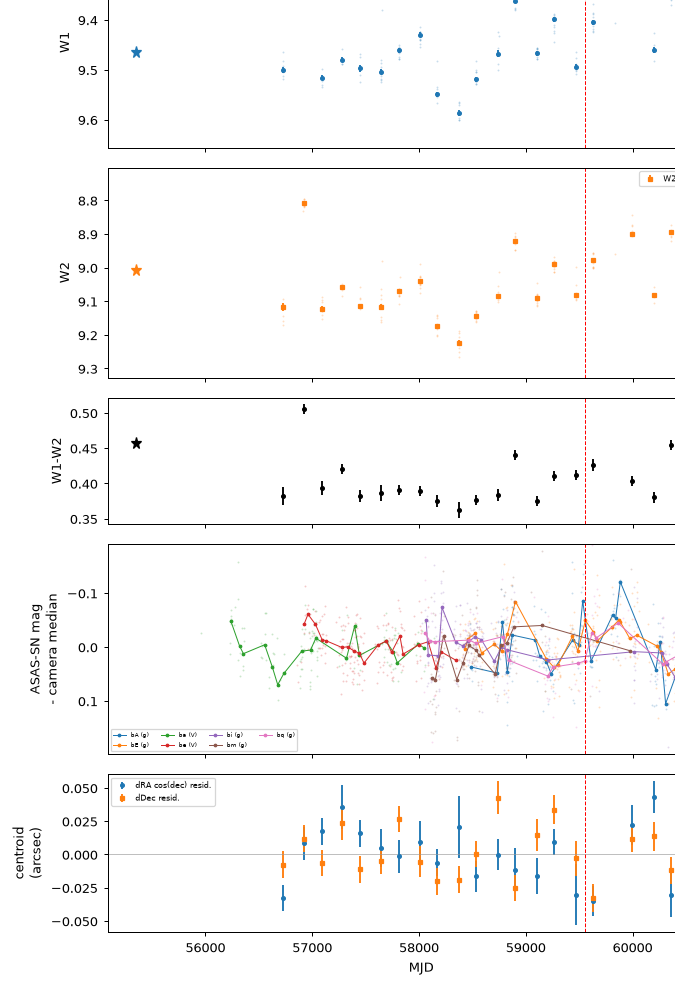 9.4
9.5
9.6
W1
8.8
8.9
9.0
9.1
9.2
9.3
W2
W2
0.50
0.45
0.40
0.35
W1-W2
−0.1
0.0
0.1
ASAS-SN mag
- camera median
bA (g)
bE (g)
ba (V)
be (V)
bi (g)
bm (g)
bq (g)
0.050
0.025
0.000
−0.025
−0.050
centroid
(arcsec)
dRA cos(dec) resid.
dDec resid.
56000
57000
58000
59000
60000
MJD